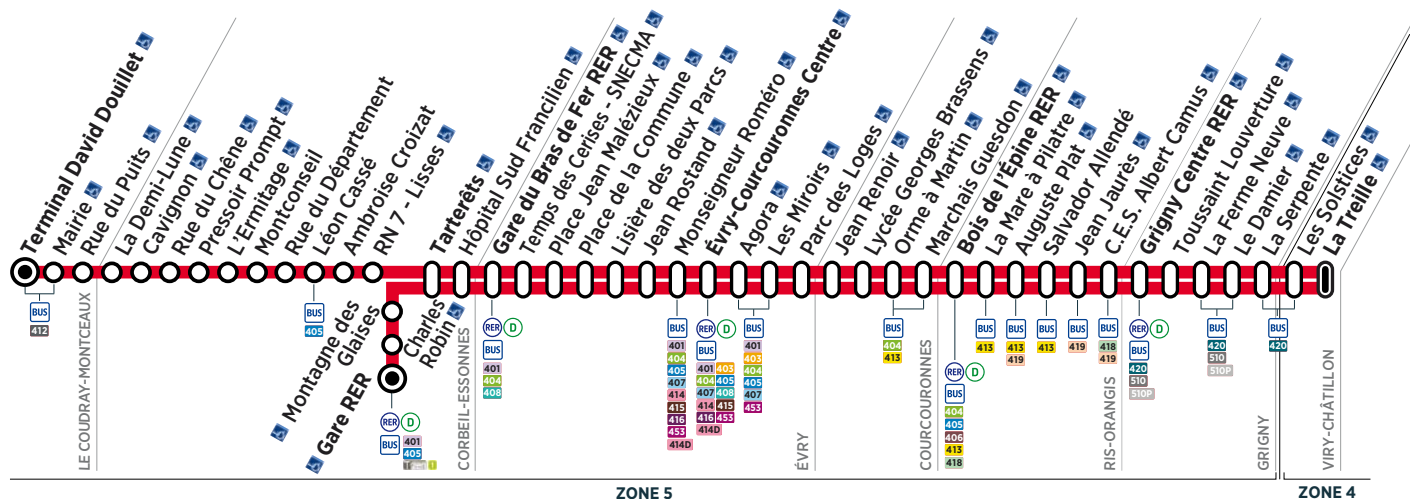 Terminal David Douillet
Mairie
Rue du Puits
La Demi-Lune
Cavignon
Rue du Chêne
Pressoir Prompt
L'Ermitage
Montconseil
Rue du Département
Léon Cassé
Ambroise Croizat
RN 7 - Lisses
Tarterêts
Hôpital Sud Francilien
Gare du Bras de Fer RER
Temps des Cerises - SNECMA
Place Jean Malézieux
Place de la Commune
Lisière des deux Parcs
Jean Rostand
Monseigneur Roméro
Évry-Courcouronnes Centre
Agora
Les Miroirs
Parc des Loges
Jean Renoir
Lycée Georges Brassens
Orme à Martin
Marchais Guesdon
Bois de l'Épine RER
La Mare à Pilatre
Auguste Plat
Salvador Allendé
Jean Jaurès
C.E.S. Albert Camus
Grigny Centre RER
Toussaint Louverture
La Ferme Neuve
Le Damier
La Serpente
Les Solstices
La Treille
Montagne des
Glaises
Charles
Robin
Gare RER
BUS
412
BUS
405
RER D
BUS 401
405
RER D
BUS
401
404
408
BUS
401
404
405
407
414
415
416
453
414D
RER D
BUS
401 403
404 405
407 408
414 415
416 453
414D
BUS
401
403
404
405
407
453
BUS
404
413
RER D
BUS
404
405
406
413
418
BUS
413
BUS
413
419
BUS
413
BUS
419
BUS
418
419
RER D
BUS
420
510
510P
BUS
420
510
510P
BUS
420
LE COUDRAY-MONTCEAUX
CORBEIL-ESSONNES
ÉVRY
COURCOURONNES
RIS-ORANGIS
GRIGNY
VIRY-CHÂTILLON
ZONE 5
ZONE 4